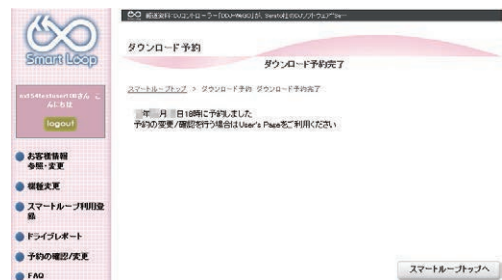 ダウンロード予約
ダウンロード予約完了
Smart Loop
スマートループトップ > ダウンロード予約 ダウンロード予約完了
さん こんにちは
logout
年 月 日18時に予約しました
予約の変更/確認を行う場合はUser's Pageをご利用ください
お客様情報
参照・変更
機種変更
スマートループ利用登
録
ドライブレポート
予約の確認/変更
FAQ
スマートループトップへ